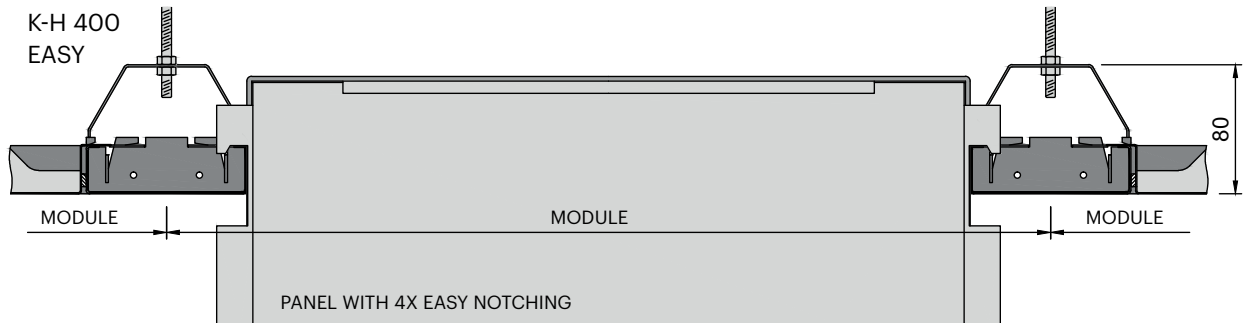 K-H 400
EASY
80
MODULE
MODULE
MODULE
PANEL WITH 4X EASY NOTCHING